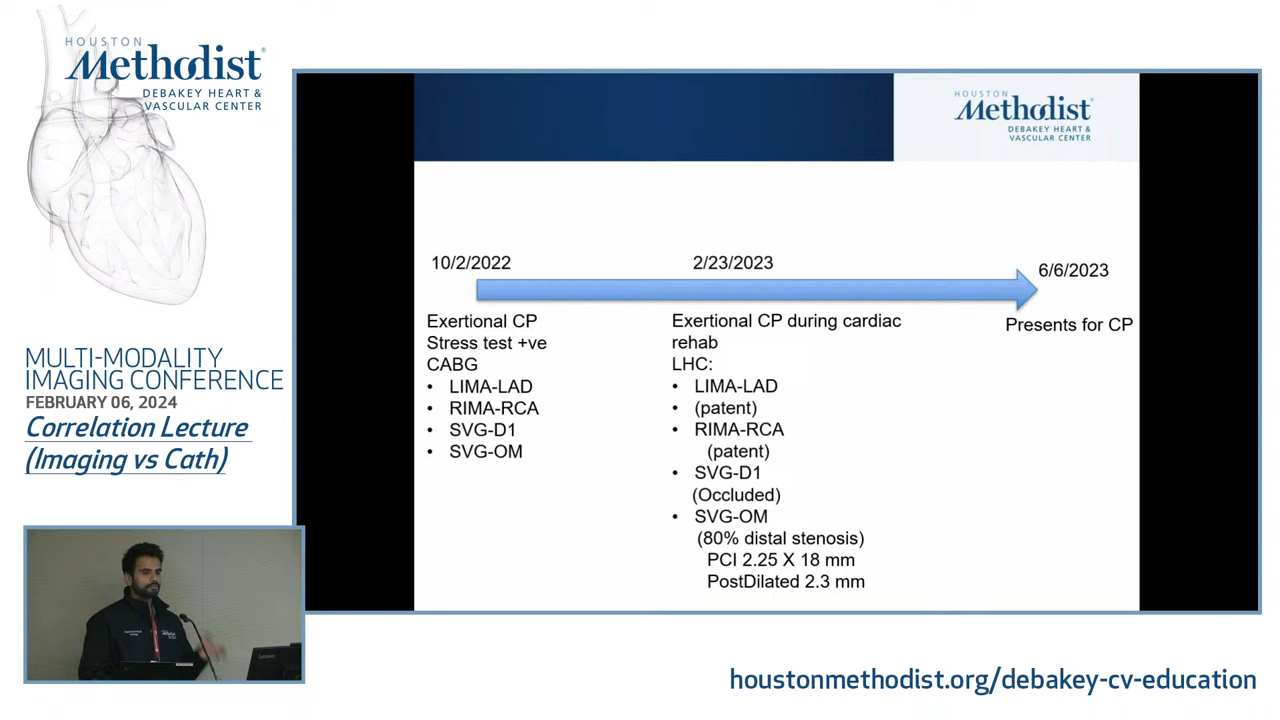 HOUSTON
Methodist®
DEBAKEY HEART &
VASCULAR CENTER
MULTI-MODALITY
IMAGING CONFERENCE
FEBRUARY 06, 2024
Correlation Lecture
(Imaging vs Cath)
HOUSTON
Methodist®
DEBAKEY HEART &
VASCULAR CENTER
10/2/2022
Exertional CP
Stress test +ve
CABG
• LIMA-LAD
• RIMA-RCA
• SVG-D1
• SVG-OM
2/23/2023
Exertional CP during cardiac
rehab
LHC:
• LIMA-LAD
• (patent)
• RIMA-RCA
(patent)
• SVG-D1
(Occluded)
• SVG-OM
(80% distal stenosis)
PCI 2.25 X 18 mm
PostDilated 2.3 mm
6/6/2023
Presents for CP
Lenovo
houstonmethodist.org/debakey-cv-education